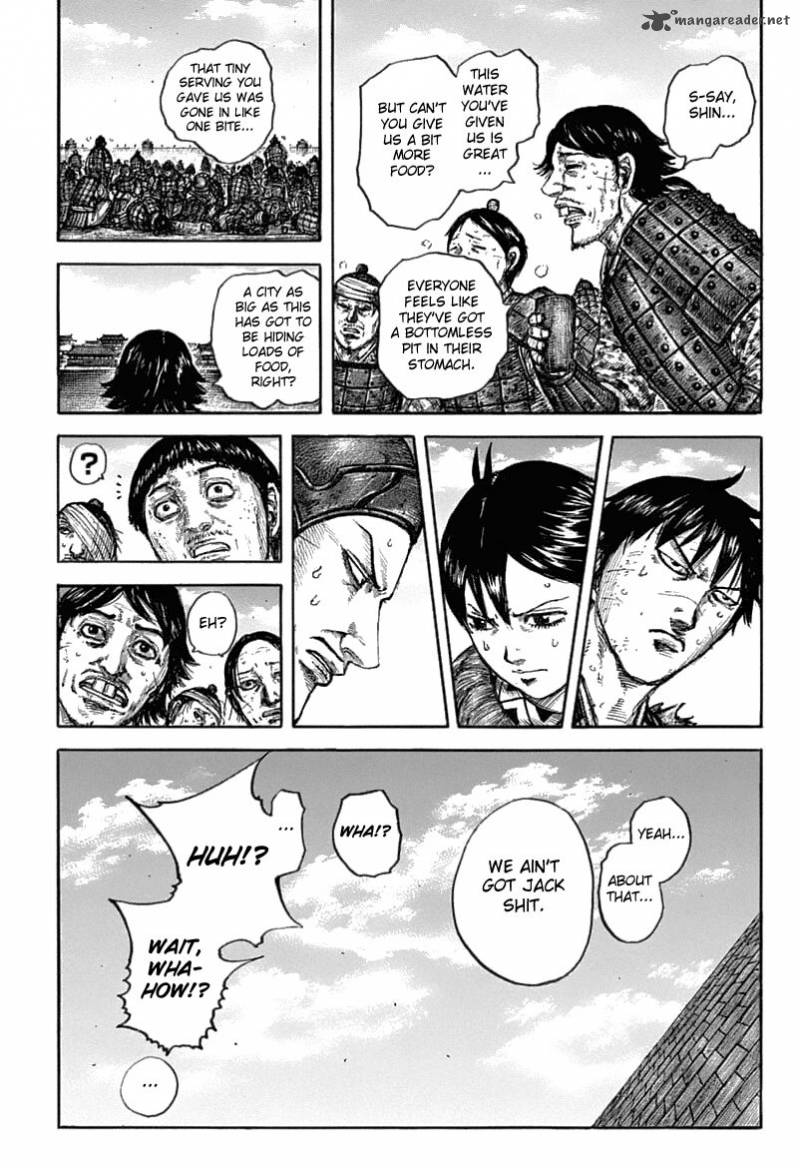 mangareader.net
S-SAY,
SHIN...
THIS
WATER
YOU'VE
GIVEN
US IS
GREAT
...
BUT CAN'T
YOU GIVE
US A BIT
MORE
FOOD?
EVERYONE
FEELS LIKE
THEY'VE GOT
A BOTTOMLESS
PIT IN THEIR
STOMACH.
THAT TINY
SERVING YOU
GAVE US WAS
GONE IN LIKE
ONE BITE...
A CITY AS
BIG AS THIS
HAS GOT TO
BE HIDING
LOADS OF
FOOD,
RIGHT?
?
EH?
YEAH...
ABOUT
THAT...
WE AIN'T
GOT JACK
SHIT.
WHA!?
...
HUH!?
WAIT,
WHA-
HOW!?
...